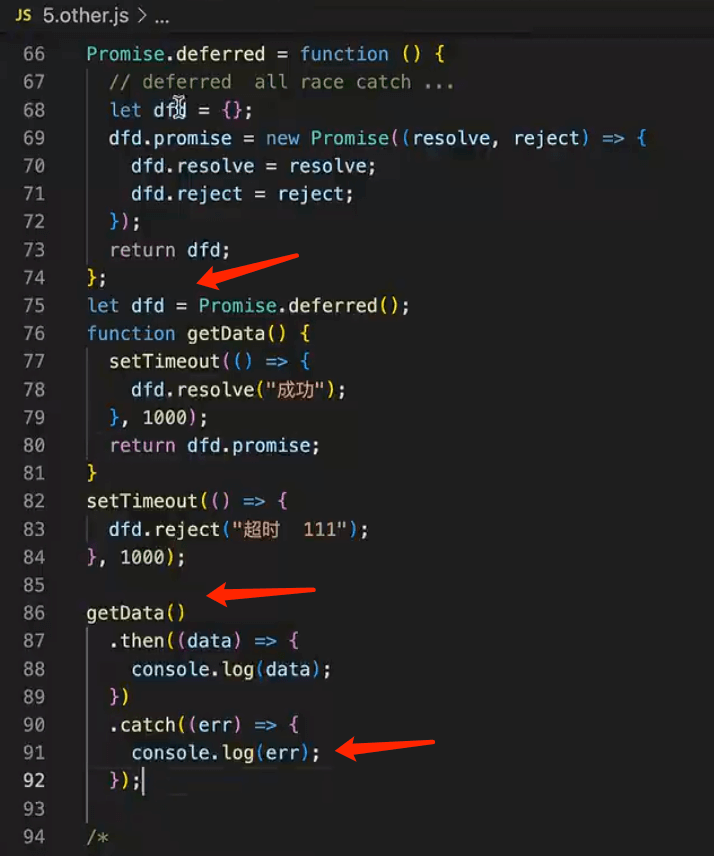 JS 5.other.js > ...
66 Promise.deferred = function () {
67 // deferred  all race catch ...
68 let dfd = {};
69 dfd.promise = new Promise((resolve, reject) => {
70 dfd.resolve = resolve;
71 dfd.reject = reject;
72 });
73 return dfd;
74 };
75 let dfd = Promise.deferred();
76 function getData() {
77 setTimeout(() => {
78 dfd.resolve("成功");
79 }, 1000);
80 return dfd.promise;
81 }
82 setTimeout(() => {
83 dfd.reject("超时  111");
84 }, 1000);
85
86 getData()
87 .then((data) => {
88 console.log(data);
89 })
90 .catch((err) => {
91 console.log(err);
92 });
93
94 /*